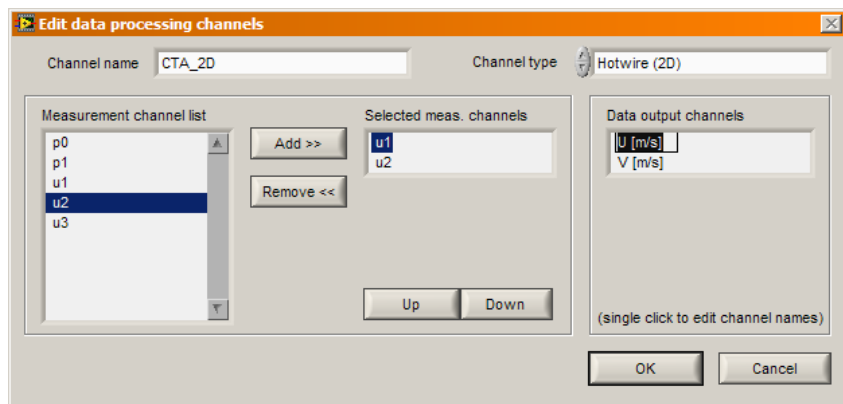 Edit data processing channels
Channel name CTA_2D Channel type Hotwire (2D)
Measurement channel list Selected meas. channels Data output channels
p0 Add >> u1 U [m/s]
p1 u2 V [m/s]
u1
u2 Remove <<
u3
Up Down
(single click to edit channel names)
OK Cancel